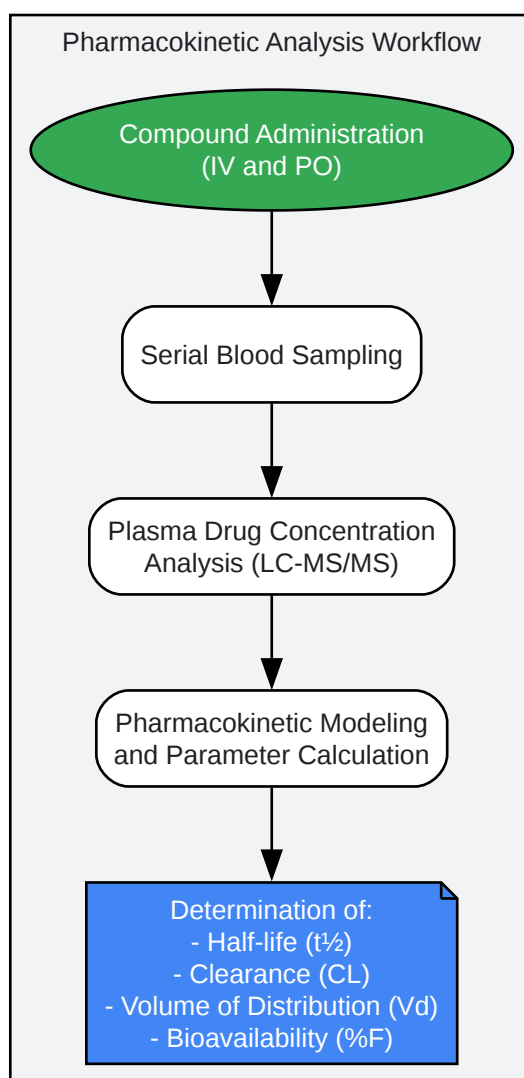 Pharmacokinetic Analysis Workflow
Compound Administration
(IV and PO)
Serial Blood Sampling
Plasma Drug Concentration
Analysis (LC-MS/MS)
Pharmacokinetic Modeling
and Parameter Calculation
Determination of:
- Half-life (t½)
- Clearance (CL)
- Volume of Distribution (Vd)
- Bioavailability (%F)